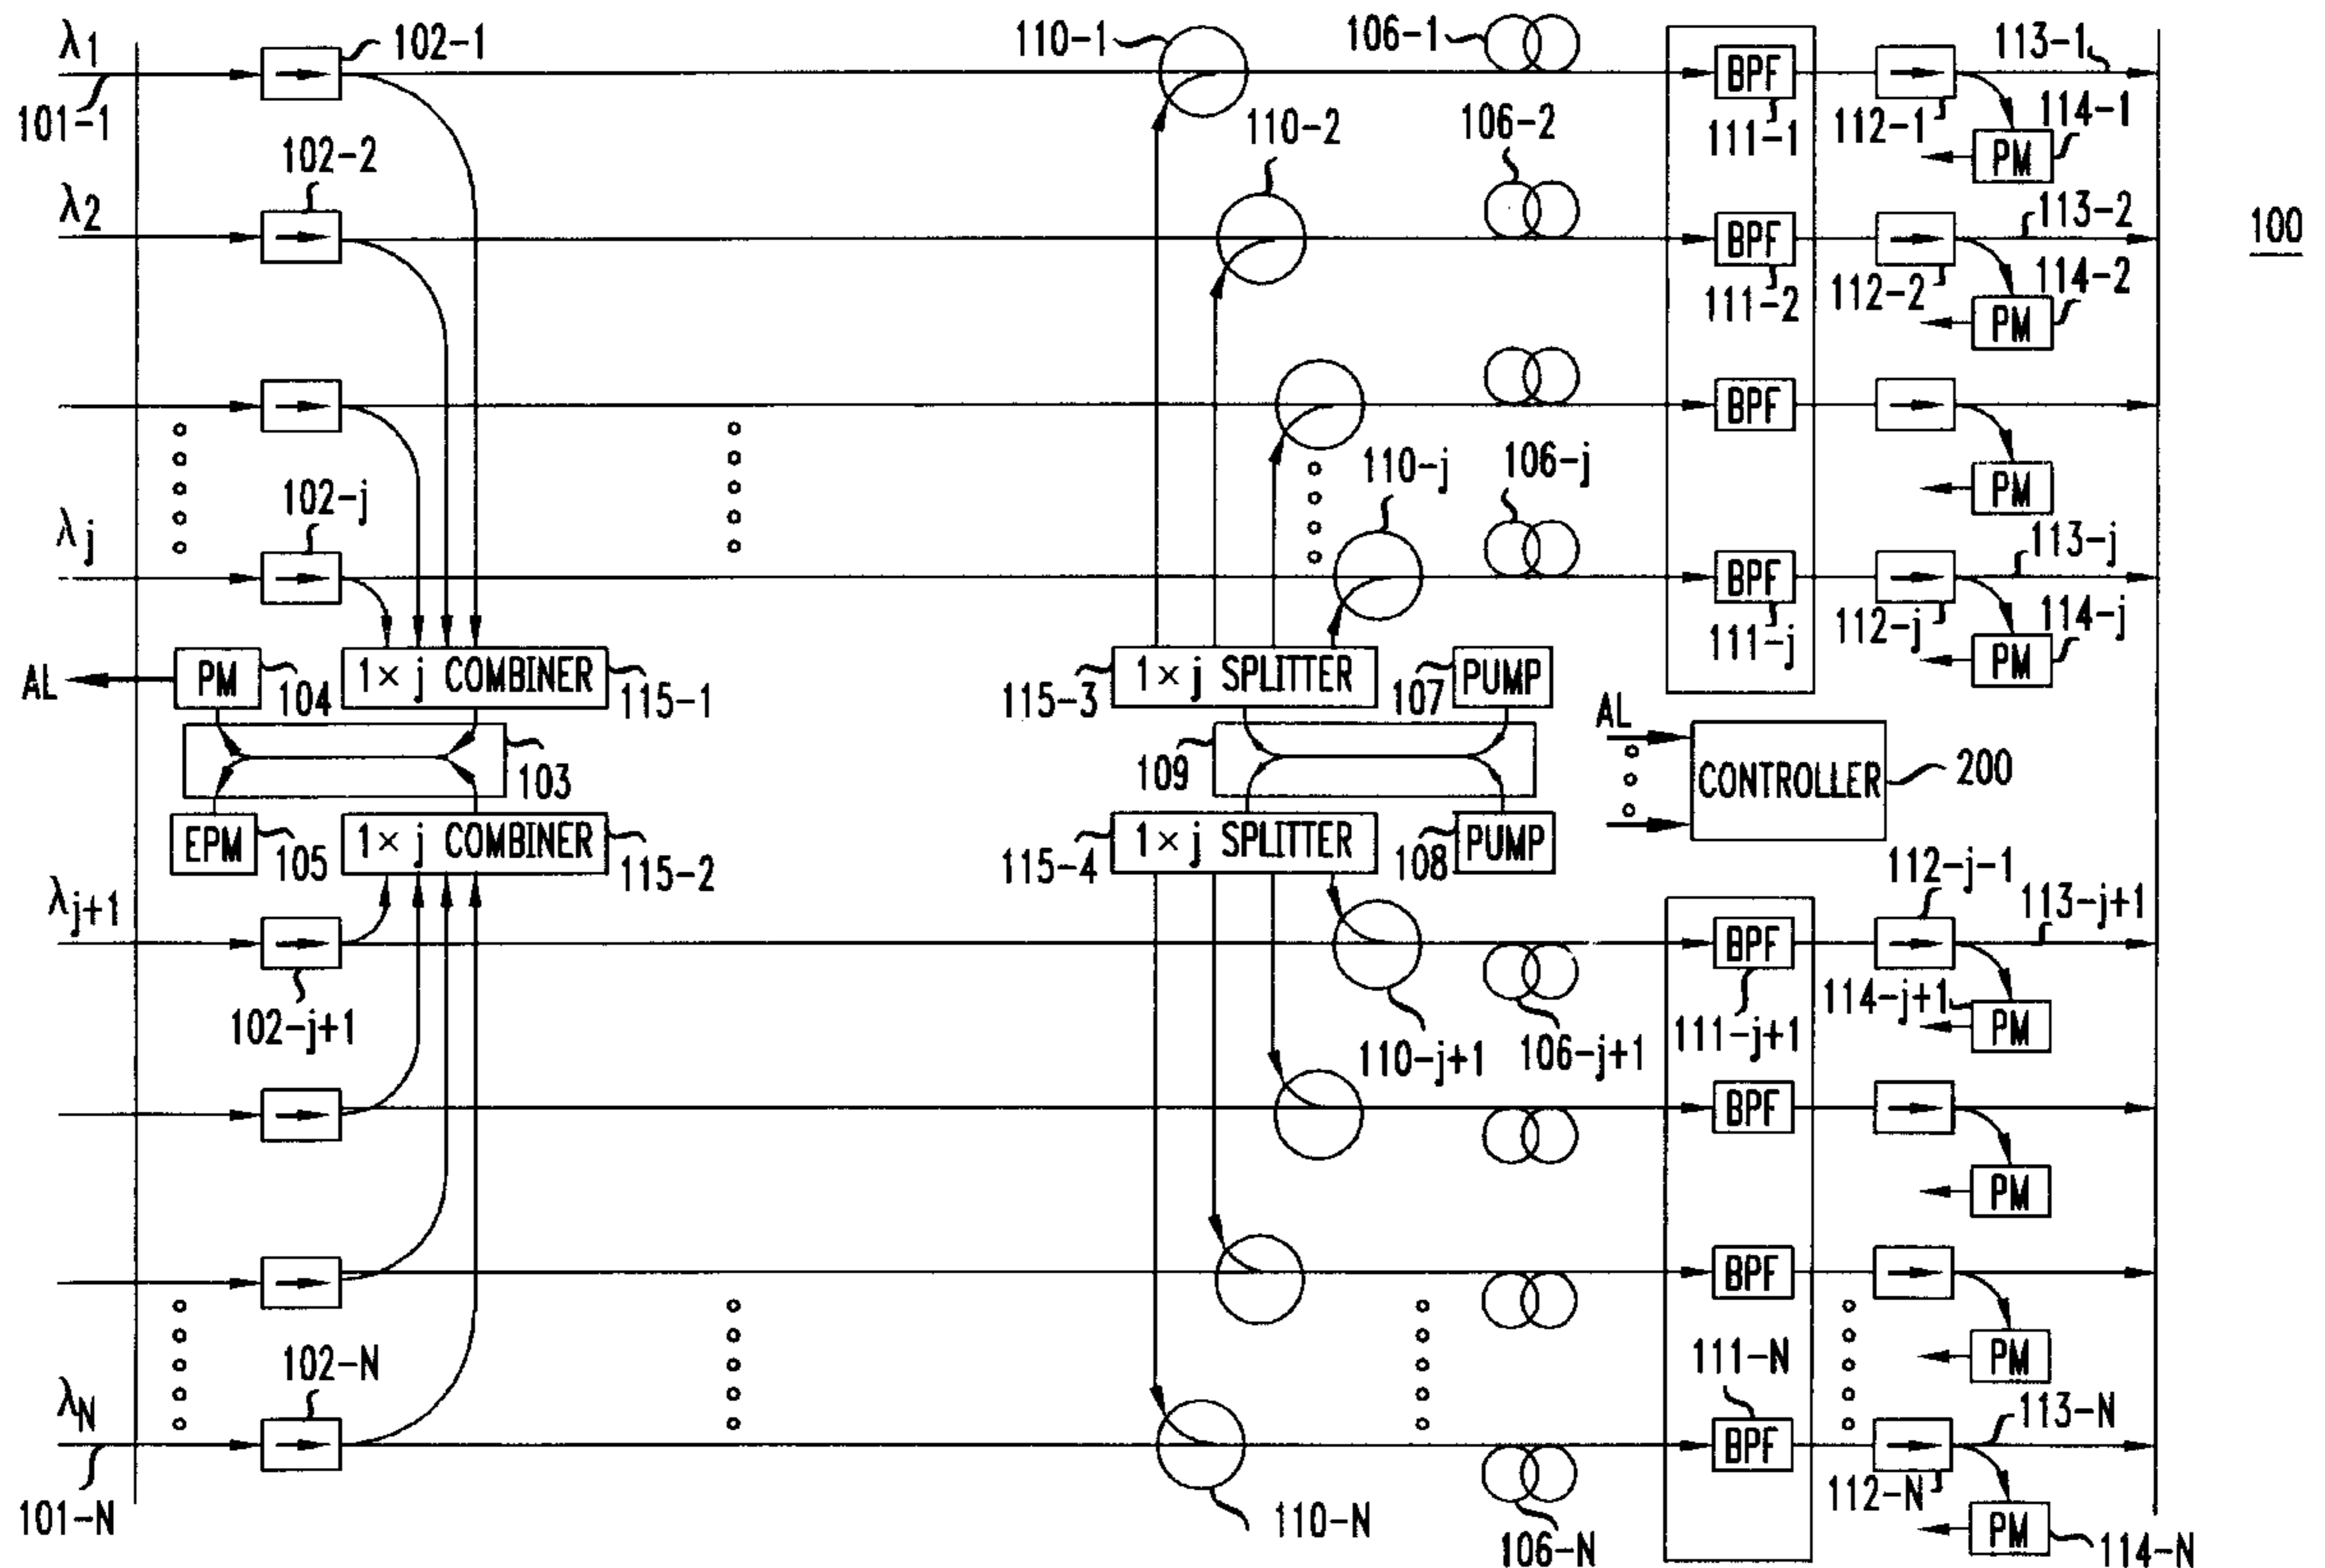 λ1
102-1
110-1
106-1
113-1
BPF
101-1
111-1
112-1
114-1
PM
λ2
102-2
110-2
106-2
113-2
BPF
100
111-2
112-2
114-2
PM
BPF
PM
λj
102-j
110-j
106-j
113-j
BPF
111-j
112-j
114-j
PM
AL
PM
104
1 × j COMBINER
115-1
115-3
1 × j SPLITTER
107
PUMP
103
109
AL
CONTROLLER
200
EPM
105
1 × j COMBINER
115-2
115-4
1 × j SPLITTER
108
PUMP
λj+1
112-j-1
113-j+1
BPF
102-j+1
110-j+1
106-j+1
111-j+1
114-j+1
PM
BPF
PM
BPF
PM
λN
102-N
111-N
113-N
BPF
101-N
110-N
106-N
112-N
PM
114-N